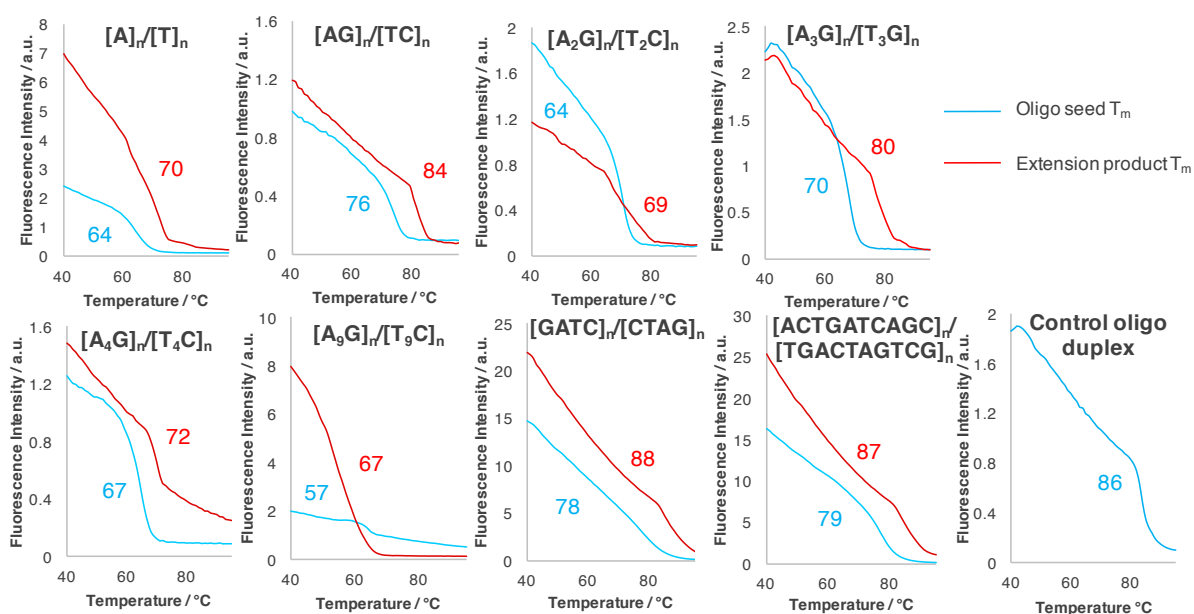 [A]ₙ/[T]ₙ
Fluorescence Intensity / a.u.
8
7
6
5
4
3
2
1
0
70
64
40 60 80
Temperature / °C
[AG]ₙ/[TC]ₙ
Fluorescence Intensity / a.u.
1.6
1.2
0.8
0.4
0
84
76
40 60 80
Temperature / °C
[A₂G]ₙ/[T₂C]ₙ
Fluorescence Intensity / a.u.
2
1.6
1.2
0.8
0.4
0
64
69
40 60 80
Temperature / °C
[A₃G]ₙ/[T₃G]ₙ
Fluorescence Intensity / a.u.
2.5
2
1.5
1
0.5
0
80
70
40 60 80
Temperature / °C
Oligo seed Tₘ
Extension product Tₘ
[A₄G]ₙ/[T₄C]ₙ
Fluorescence Intensity / a.u.
1.6
1.2
0.8
0.4
0
72
67
40 60 80
Temperature / °C
[A₉G]ₙ/[T₉C]ₙ
Fluorescence Intensity / a.u.
10
8
6
4
2
0
67
57
40 60 80
Temperature / °C
[GATC]ₙ/[CTAG]ₙ
Fluorescence Intensity / a.u.
25
20
15
10
5
0
88
78
40 60 80
Temperature / °C
[ACTGATCAGC]ₙ/
[TGACTAGTCG]ₙ
Fluorescence Intensity / a.u.
30
25
20
15
10
5
0
87
79
40 60 80
Temperature / °C
Control oligo
duplex
Fluorescence Intensity / a.u.
2
1.6
1.2
0.8
0.4
0
86
40 60 80
Temperature / °C